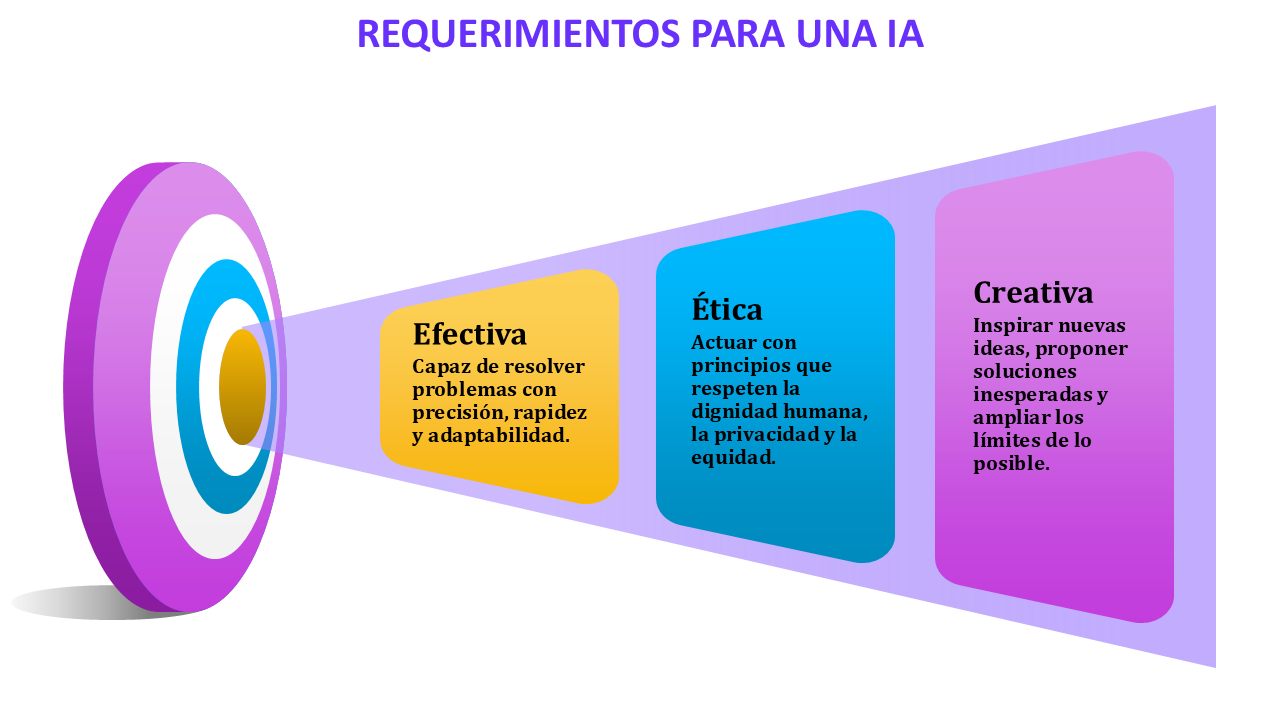 REQUERIMIENTOS PARA UNA IA
Efectiva
Capaz de resolver
problemas con
precisión, rapidez
y adaptabilidad.
Ética
Actuar con
principios que
respeten la
dignidad humana,
la privacidad y la
equidad.
Creativa
Inspirar nuevas
ideas, proponer
soluciones
inesperadas y
ampliar los
límites de lo
posible.